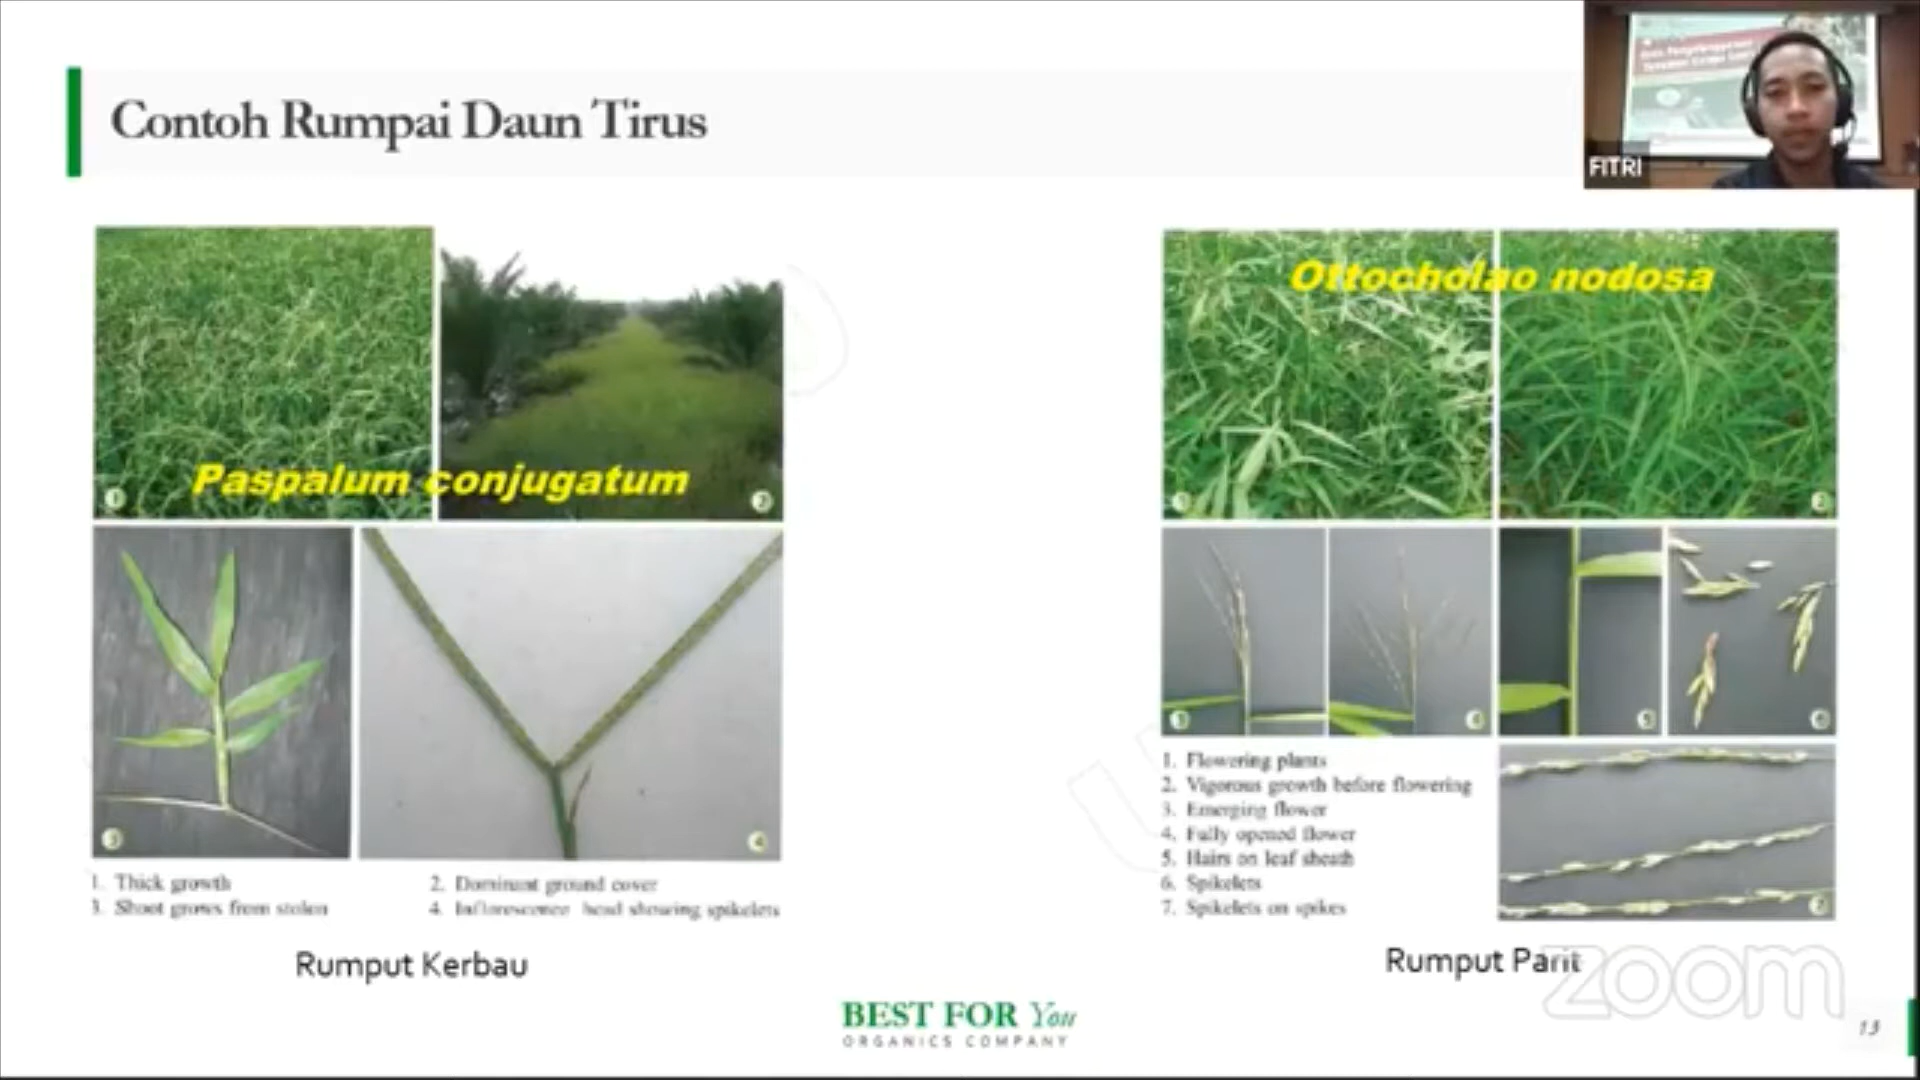 Contoh Rumpai Daun Tirus
FITRI
Paspalum conjugatum
1. Thick growth
2. Dominant ground cover
3. Shoot grows from stolen
4. Inflorescence head showing spikelets
Rumput Kerbau
Ottocholao nodosa
1. Flowering plants
2. Vigorous growth before flowering
3. Emerging flower
4. Fully opened flower
5. Hairs on leaf sheath
6. Spikelets
7. Spikelets on spikes
Rumput Parit
zoom
BEST FOR You
ORGANICS COMPANY
13